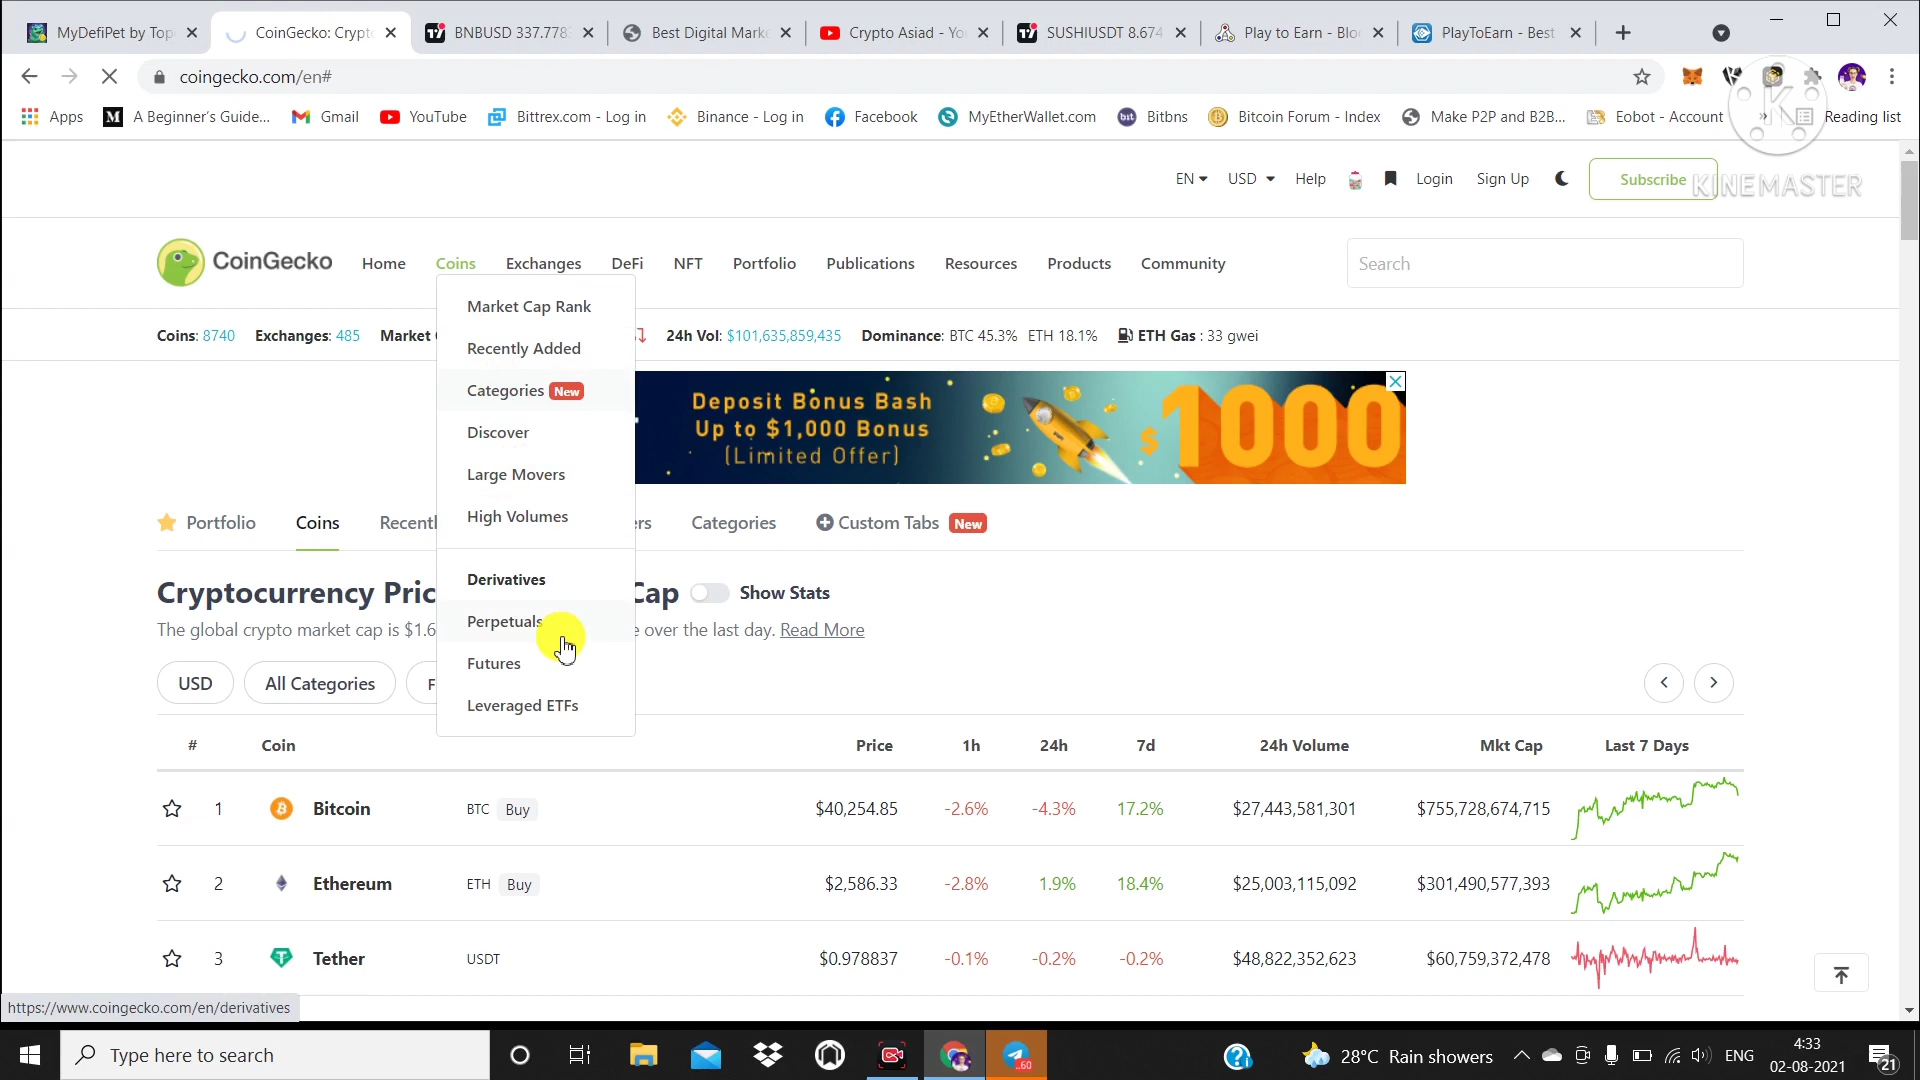 MyDefiPet by Top
CoinGecko: Crypt
BNBUSD 337.778
Best Digital Marke
Crypto Asiad - Yo
SUSHIUSDT 8.674
Play to Earn - Blo
PlayToEarn - Best
coingecko.com/en#
Apps
A Beginner's Guide...
Gmail
YouTube
Bittrex.com - Log in
Binance - Log in
Facebook
MyEtherWallet.com
Bitbns
Bitcoin Forum - Index
Make P2P and B2B...
Eobot - Account
Reading list
EN
USD
Help
Login
Sign Up
Subscribe
KINEMASTER
CoinGecko
Home
Coins
Exchanges
DeFi
NFT
Portfolio
Publications
Resources
Products
Community
Search
Market Cap Rank
Recently Added
Categories New
Discover
Large Movers
High Volumes
Derivatives
Perpetuals
Futures
Leveraged ETFs
Coins: 8740
Exchanges: 485
Market
24h Vol: $101,635,859,435
Dominance: BTC 45.3% ETH 18.1%
ETH Gas : 33 gwei
Deposit Bonus Bash
Up to $1,000 Bonus
(Limited Offer)
$1000
Portfolio
Coins
Recentl
ers
Categories
Custom Tabs New
Cryptocurrency Pric
Cap
Show Stats
The global crypto market cap is $1.6
e over the last day. Read More
USD
All Categories
F
# Coin Price 1h 24h 7d 24h Volume Mkt Cap Last 7 Days
1 Bitcoin BTC Buy $40,254.85 -2.6% -4.3% 17.2% $27,443,581,301 $755,728,674,715
2 Ethereum ETH Buy $2,586.33 -2.8% 1.9% 18.4% $25,003,115,092 $301,490,577,393
3 Tether USDT $0.978837 -0.1% -0.2% -0.2% $48,822,352,623 $60,759,372,478
https://www.coingecko.com/en/derivatives
Type here to search
60
28°C Rain showers
ENG
4:33
02-08-2021
21